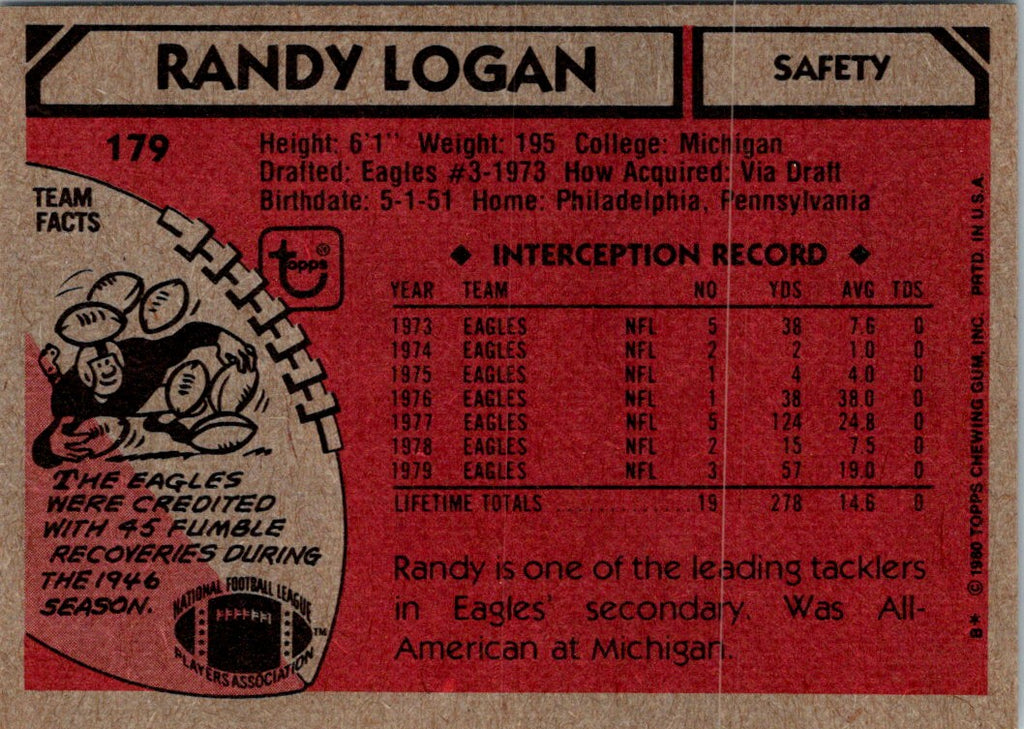 RANDY LOGAN
SAFETY
179
Height: 6'1" Weight: 195 College: Michigan
Drafted: Eagles #3-1973 How Acquired: Via Draft
Birthdate: 5-1-51 Home: Philadelphia, Pennsylvania
TEAM
FACTS
topps®
◆ INTERCEPTION RECORD ◆
YEAR TEAM NO YDS AVG TDS
1973 EAGLES NFL 5 38 7.6 0
1974 EAGLES NFL 2 2 1.0 0
1975 EAGLES NFL 1 4 4.0 0
1976 EAGLES NFL 1 38 38.0 0
1977 EAGLES NFL 5 124 24.8 0
1978 EAGLES NFL 2 15 7.5 0
1979 EAGLES NFL 3 57 19.0 0
LIFETIME TOTALS 19 278 14.6 0
THE EAGLES
WERE CREDITED
WITH 45 FUMBLE
RECOVERIES DURING
THE 1946
SEASON.
NATIONAL FOOTBALL LEAGUE
PLAYERS ASSOCIATION
TM
Randy is one of the leading tacklers
in Eagles' secondary. Was All-
American at Michigan.
B* © 1980 TOPPS CHEWING GUM, INC. PRTD. IN U.S.A.